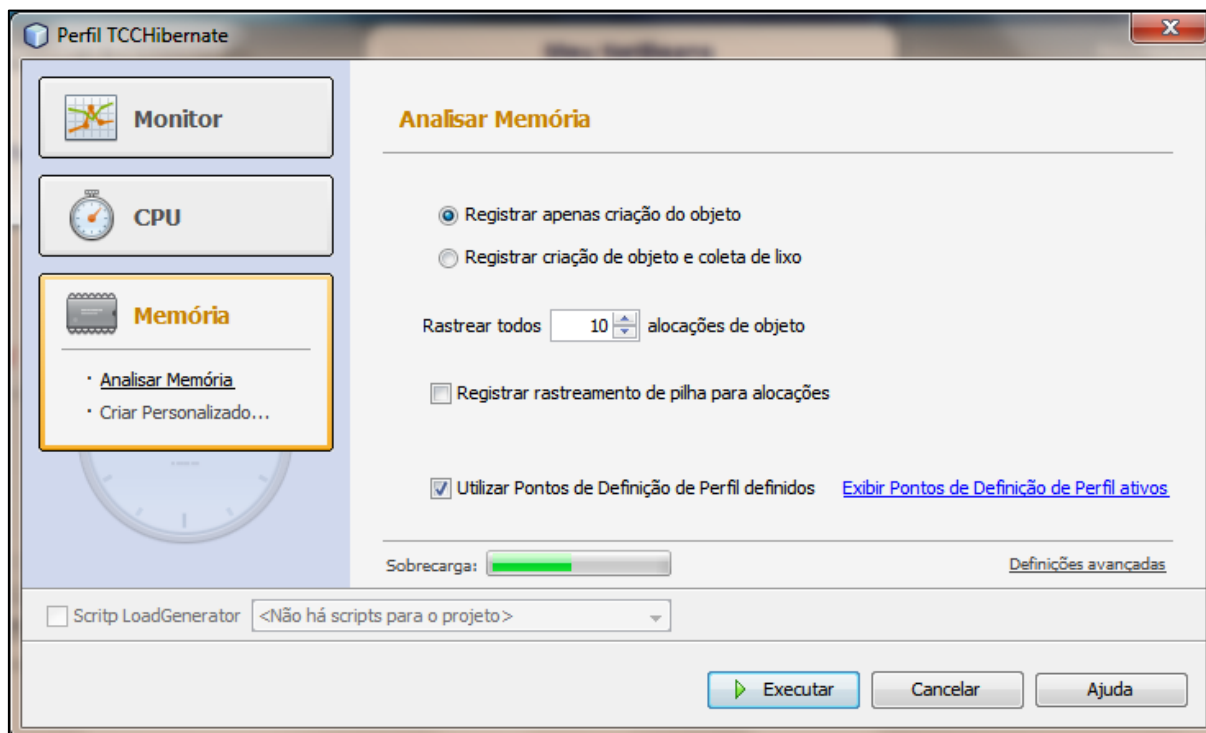 Perfil TCCHibernate
Meu NetBeans
Monitor
CPU
Memória
· Analisar Memória
· Criar Personalizado...
Analisar Memória
Registrar apenas criação do objeto
Registrar criação de objeto e coleta de lixo
Rastrear todos 10 alocações de objeto
Registrar rastreamento de pilha para alocações
Utilizar Pontos de Definição de Perfil definidos Exibir Pontos de Definição de Perfil ativos
Sobrecarga: Definições avançadas
Scritp LoadGenerator <Não há scripts para o projeto>
Executar Cancelar Ajuda